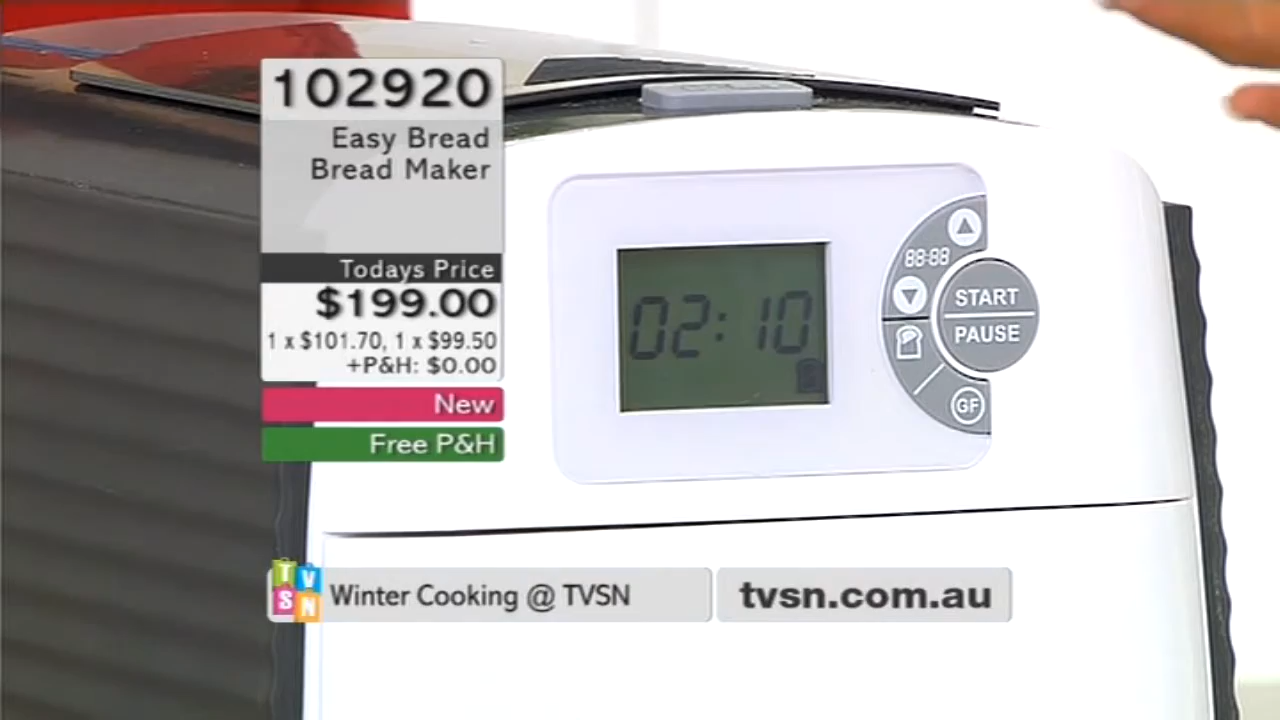 102920
Easy Bread
Bread Maker
Todays Price
$199.00
1 x $101.70, 1 x $99.50
+P&H: $0.00
New
Free P&H
88:88
START
PAUSE
02:10
GF
TVSN
Winter Cooking @ TVSN
tvsn.com.au